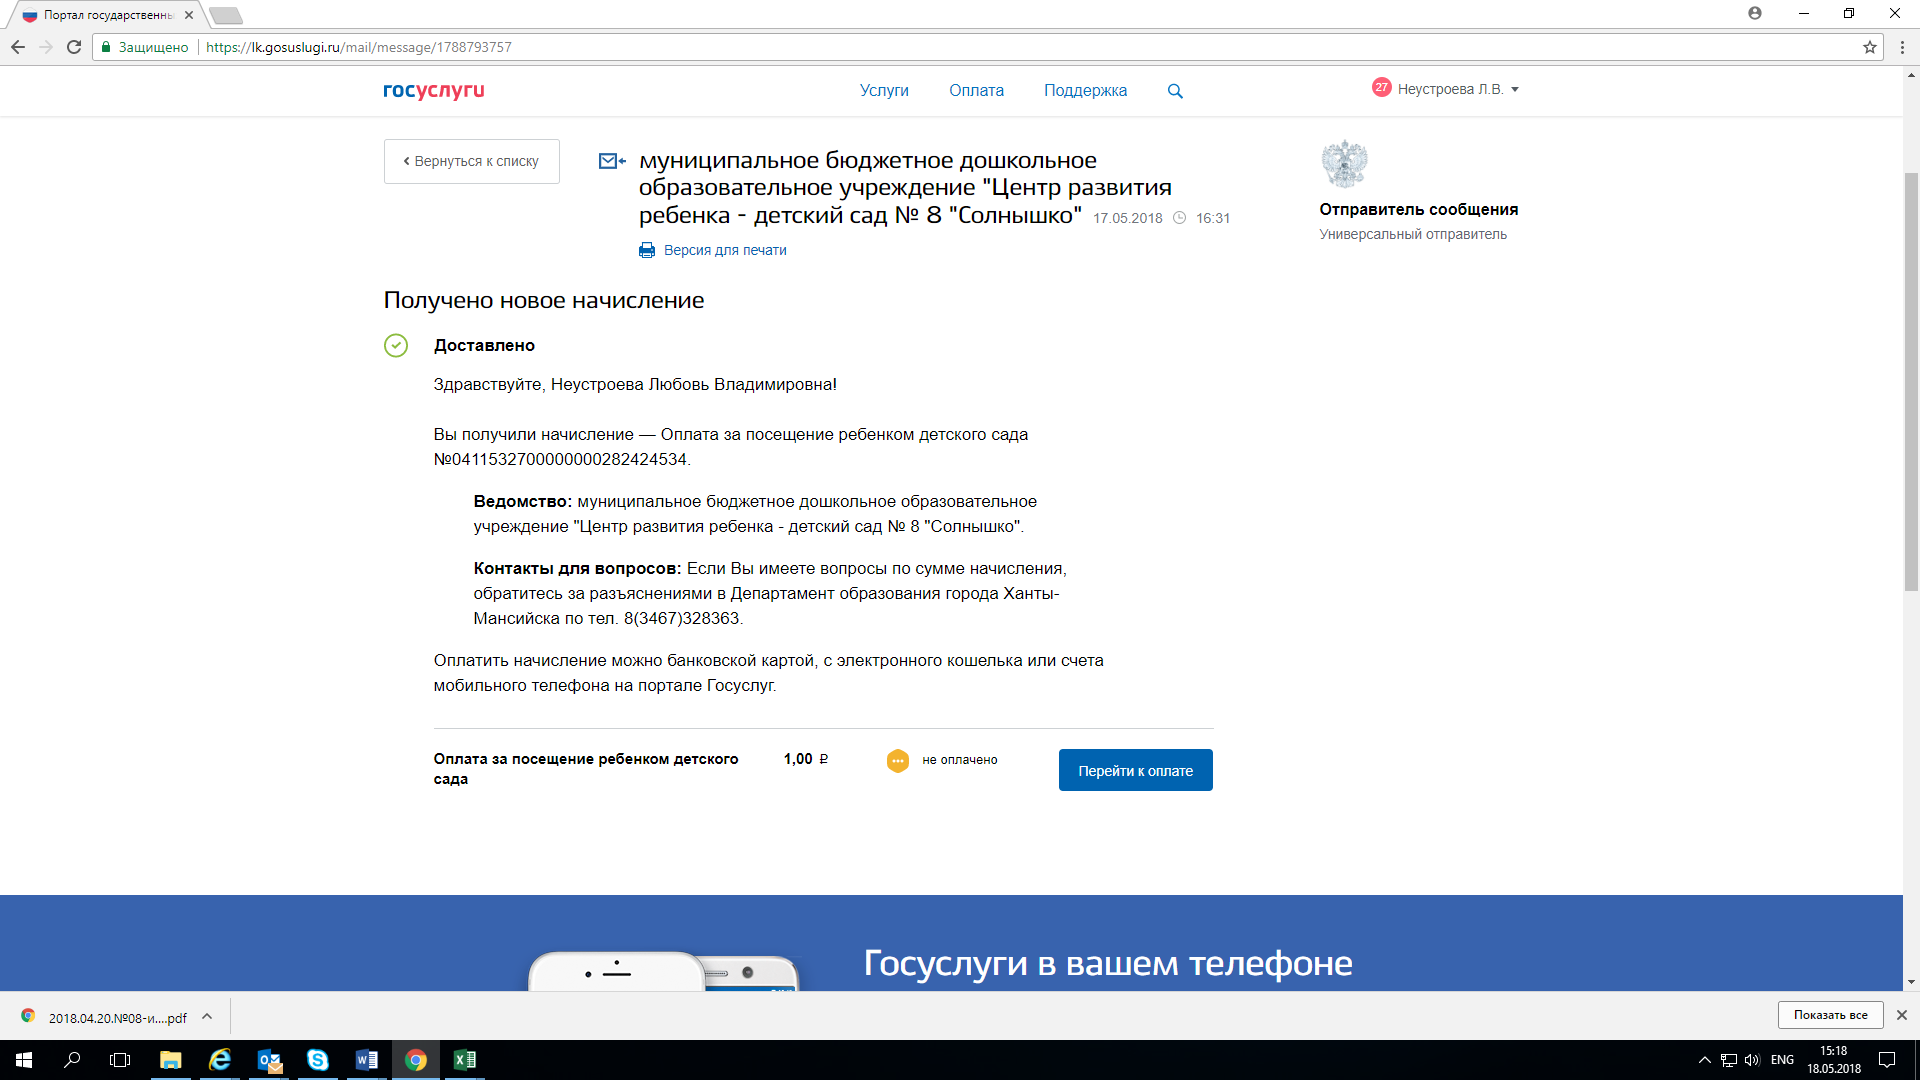 Портал государственны
Защищено
https://lk.gosuslugi.ru/mail/message/1788793757
госуслуги
Услуги
Оплата
Поддержка
27
Неустроева Л.В.
Вернуться к списку
муниципальное бюджетное дошкольное
образовательное учреждение "Центр развития
ребенка - детский сад № 8 "Солнышко" 17.05.2018 16:31
Версия для печати
Отправитель сообщения
Универсальный отправитель
Получено новое начисление
Доставлено
Здравствуйте, Неустроева Любовь Владимировна!
Вы получили начисление — Оплата за посещение ребенком детского сада
№0411532700000000282424534.
Ведомство: муниципальное бюджетное дошкольное образовательное
учреждение "Центр развития ребенка - детский сад № 8 "Солнышко".
Контакты для вопросов: Если Вы имеете вопросы по сумме начисления,
обратитесь за разъяснениями в Департамент образования города Ханты-
Мансийска по тел. 8(3467)328363.
Оплатить начисление можно банковской картой, с электронного кошелька или счета
мобильного телефона на портале Госуслуг.
Оплата за посещение ребенком детского
сада
1,00 ₽
не оплачено
Перейти к оплате
Госуслуги в вашем телефоне
2018.04.20.№08-и....pdf
Показать все
ENG
15:18
18.05.2018